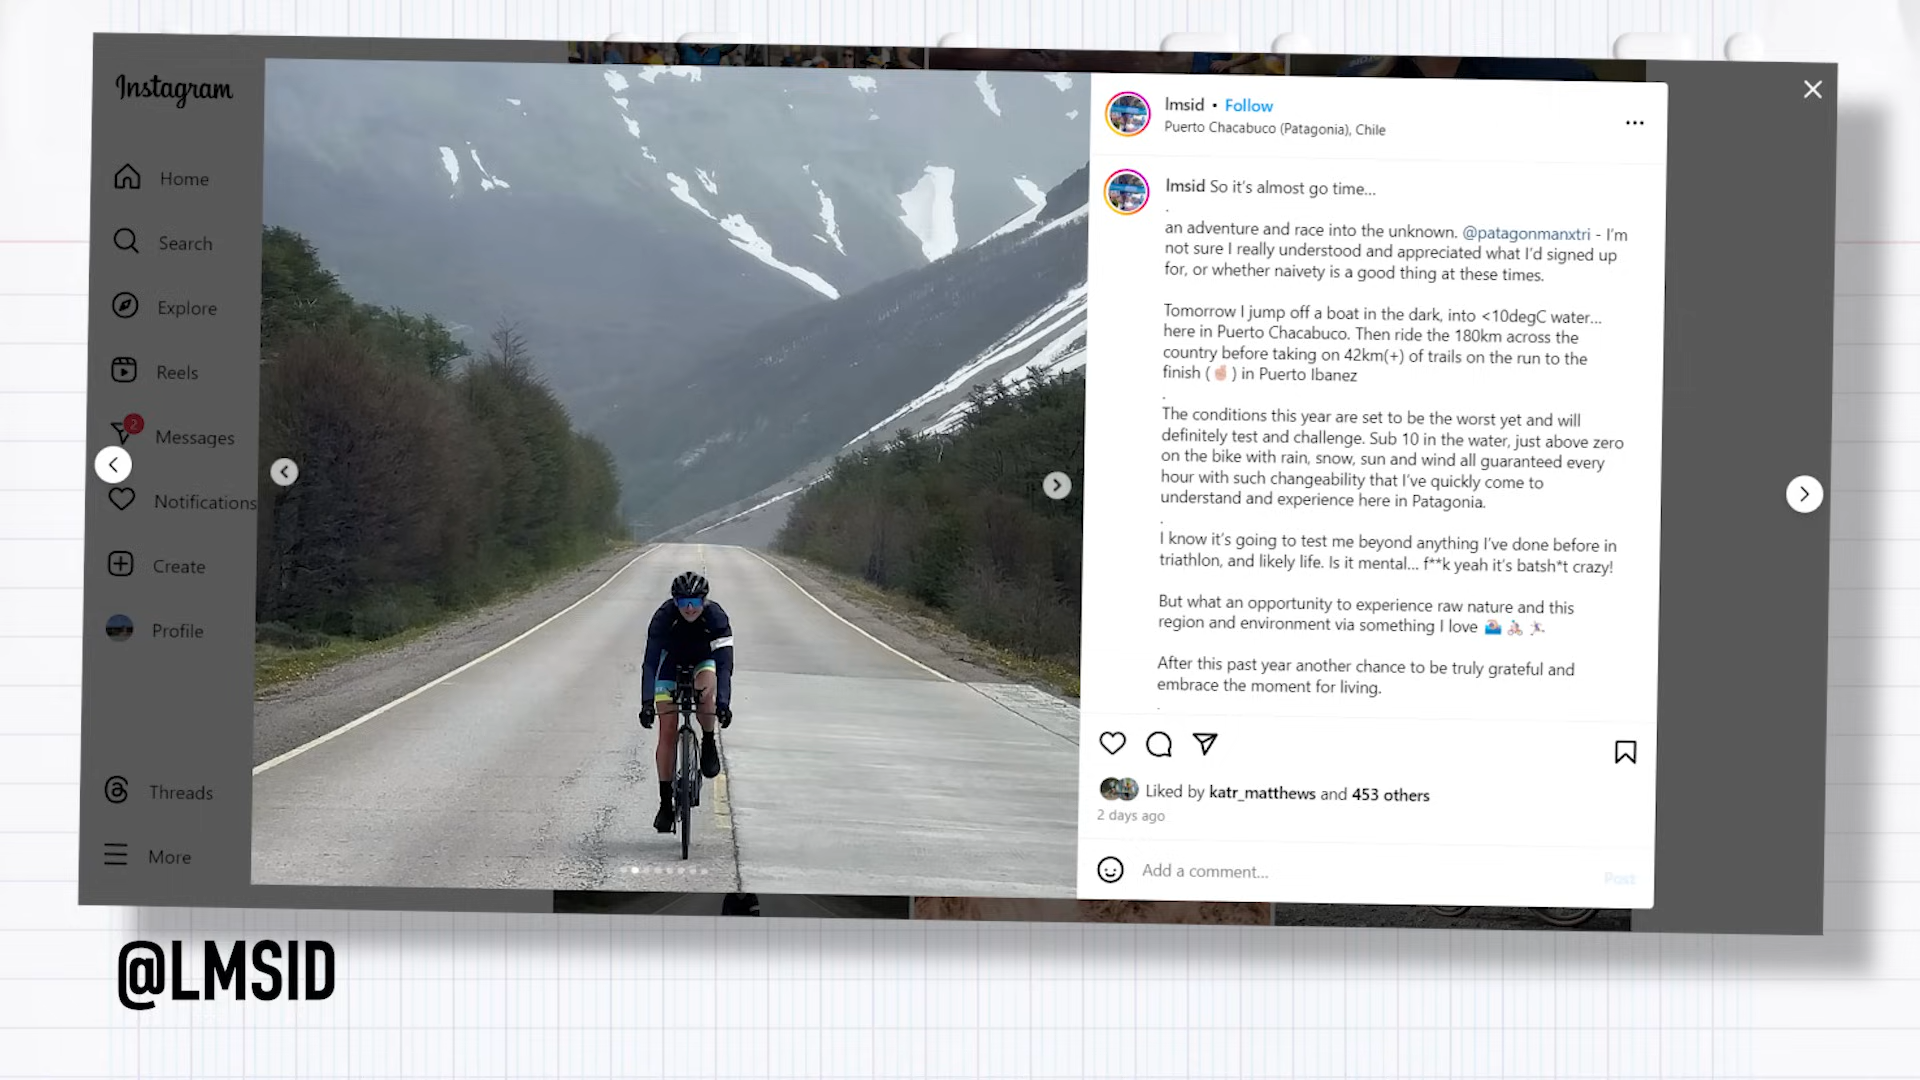 Instagram
Home
Search
Explore
Reels
2
Messages
Notifications
Create
Profile
Threads
More
lmsid • Follow
Puerto Chacabuco (Patagonia), Chile
lmsid So it's almost go time...
.
an adventure and race into the unknown. @patagonmanxtri - I'm
not sure I really understood and appreciated what I'd signed up
for, or whether naivety is a good thing at these times.
Tomorrow I jump off a boat in the dark, into <10degC water...
here in Puerto Chacabuco. Then ride the 180km across the
country before taking on 42km(+) of trails on the run to the
finish (🤞🏼) in Puerto Ibanez
.
The conditions this year are set to be the worst yet and will
definitely test and challenge. Sub 10 in the water, just above zero
on the bike with rain, snow, sun and wind all guaranteed every
hour with such changeability that I've quickly come to
understand and experience here in Patagonia.
.
I know it's going to test me beyond anything I've done before in
triathlon, and likely life. Is it mental... f**k yeah it's batsh*t crazy!
But what an opportunity to experience raw nature and this
region and environment via something I love 🏊🏼 🚴🏼 🏃🏼‍♀️
After this past year another chance to be truly grateful and
embrace the moment for living.
.
Liked by katr_matthews and 453 others
2 days ago
Add a comment...
Post
@LMSID